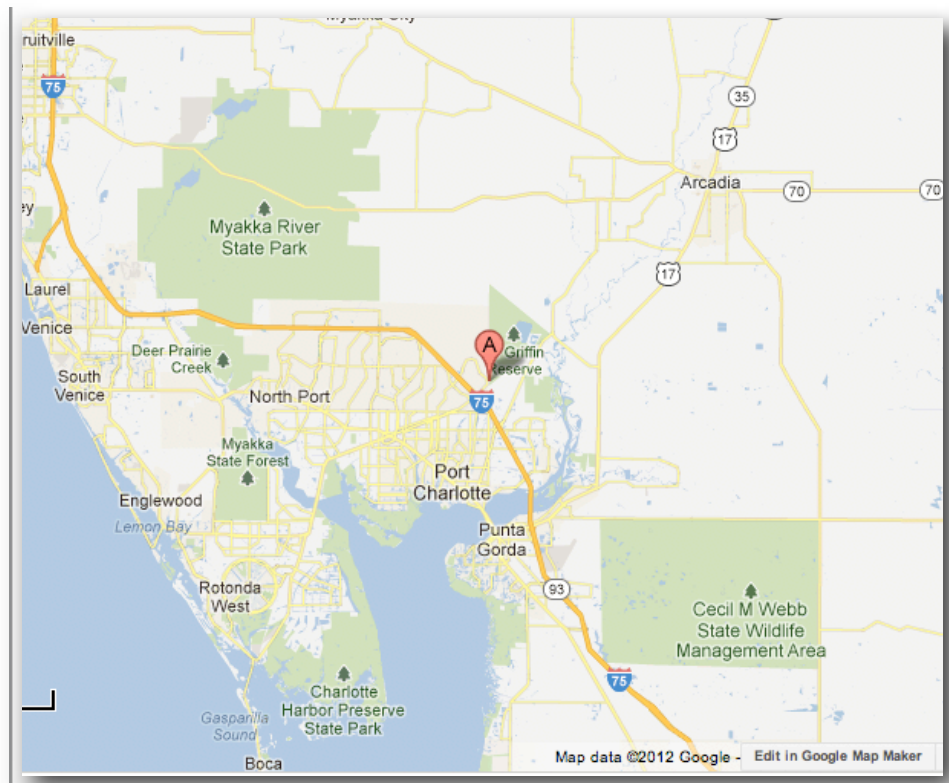 Myakka City
ruitville
75
35
17
Arcadia
70
70
ey
Myakka River
State Park
17
Laurel
Venice
A
Deer Prairie
Creek
Griffin
Reserve
South
Venice
North Port
75
Myakka
State Forest
Port
Charlotte
Englewood
Lemon Bay
Punta
Gorda
Rotonda
West
93
Cecil M Webb
State Wildlife
Management Area
75
Charlotte
Harbor Preserve
State Park
Gasparilla
Sound
Boca
Map data ©2012 Google -
Edit in Google Map Maker